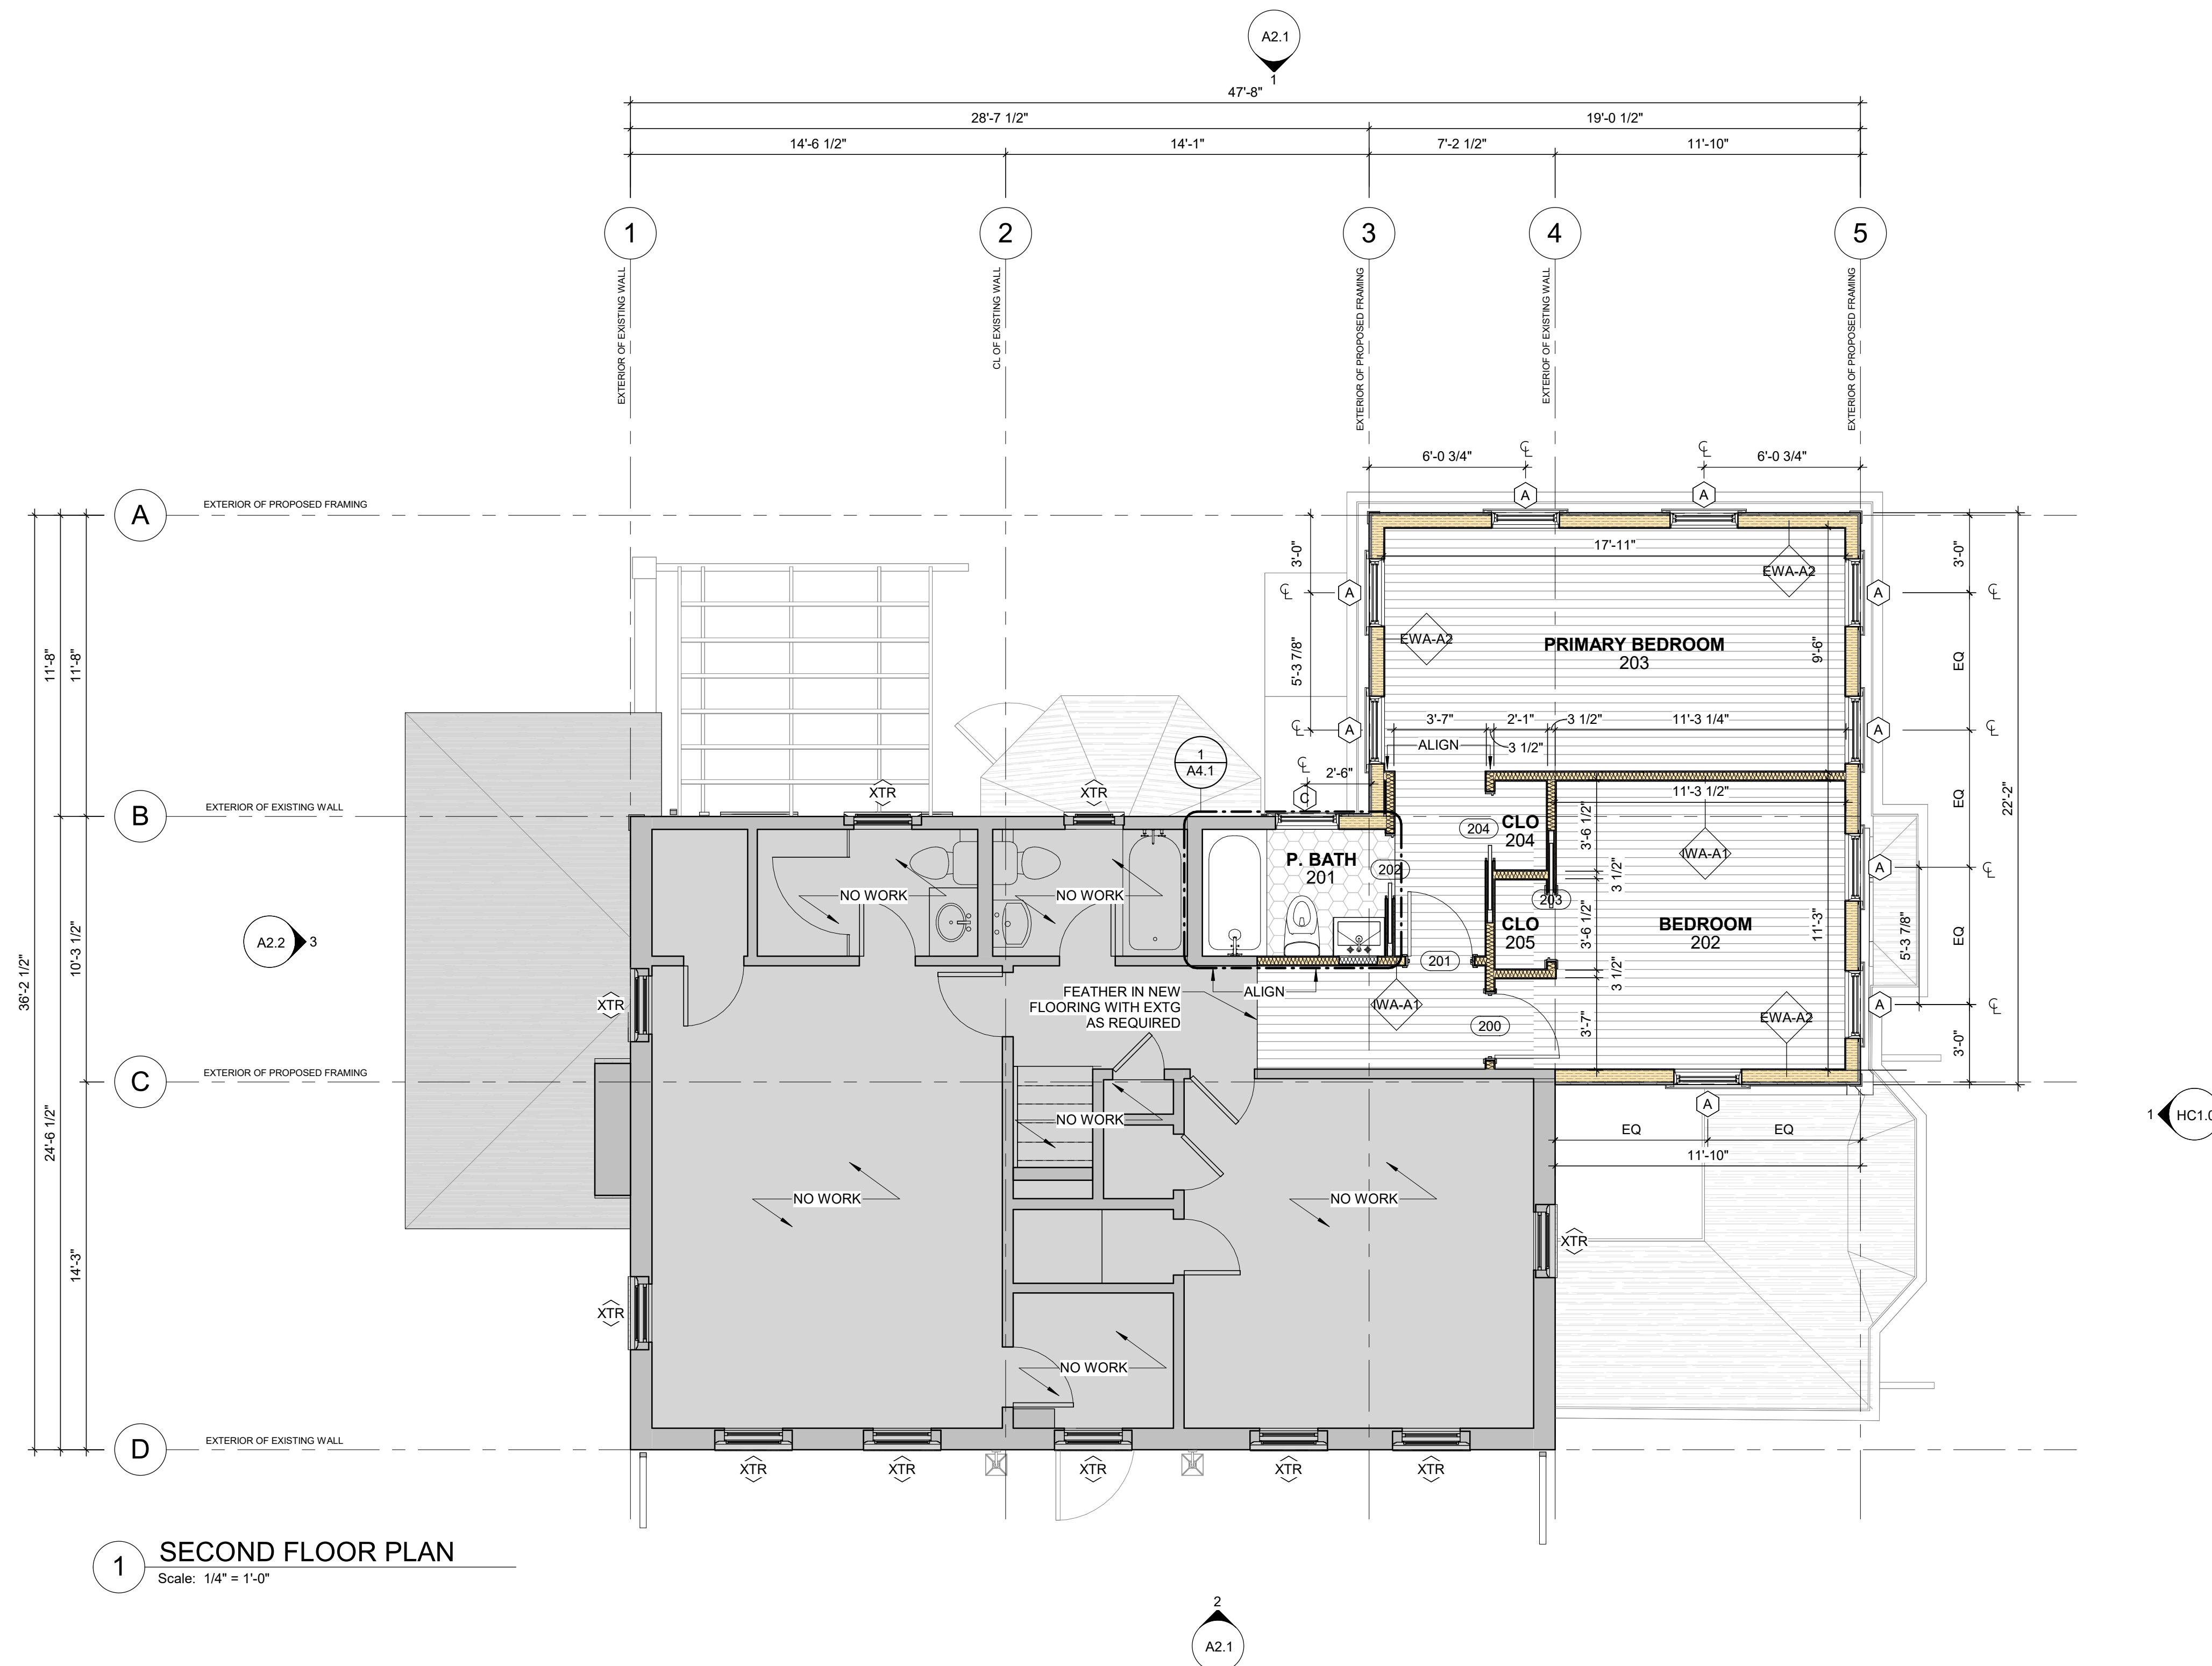 A2.1
1
47'-8"
28'-7 1/2"
19'-0 1/2"
14'-6 1/2"
14'-1"
7'-2 1/2"
11'-10"
1
2
3
4
5
EXTERIOR OF EXISTING WALL
CL OF EXISTING WALL
EXTERIOR OF PROPOSED FRAMING
EXTERIOF OF EXISTING WALL
EXTERIOR OF PROPOSED FRAMING
℄
℄
6'-0 3/4"
6'-0 3/4"
A
A
A
EXTERIOR OF PROPOSED FRAMING
3'-0"
17'-11"
EWA-A2
3'-0"
℄
A
A
℄
EWA-A2
PRIMARY BEDROOM
203
9'-6"
11'-8"
11'-8"
5'-3 7/8"
EQ
℄
A
3'-7"
2'-1"
3 1/2"
11'-3 1/4"
A
℄
ALIGN
3 1/2"
1
A4.1
℄
2'-6"
C
XTR
XTR
B
EXTERIOR OF EXISTING WALL
11'-3 1/2"
EQ
22'-2"
204
CLO
204
3'-6 1/2"
IWA-A1
P. BATH
201
202
A
℄
NO WORK
NO WORK
3 1/2"
203
CLO
205
3'-6 1/2"
BEDROOM
202
11'-3"
EQ
5'-3 7/8"
A2.2
3
36'-2 1/2"
10'-3 1/2"
201
3 1/2"
FEATHER IN NEW
FLOORING WITH EXTG
AS REQUIRED
ALIGN
IWA-A1
XTR
200
3'-7"
EWA-A2
A
℄
3'-0"
C
EXTERIOR OF PROPOSED FRAMING
NO WORK
A
EQ
EQ
11'-10"
1
HC1.0
24'-6 1/2"
14'-3"
NO WORK
NO WORK
XTR
XTR
NO WORK
D
EXTERIOR OF EXISTING WALL
XTR
XTR
XTR
XTR
XTR
1
SECOND FLOOR PLAN
Scale: 1/4" = 1'-0"
2
A2.1